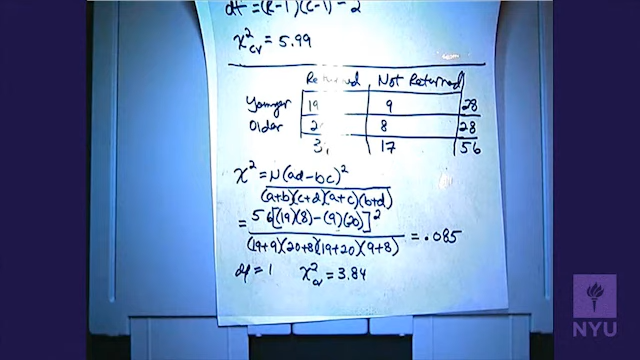 df = (R-1)(C-1) - 2
χ²cv = 5.99
Returned Not Returned
Younger 19 9 28
Older 8 28
17 56
χ² = N(ad-bc)²
(a+b)(c+d)(a+c)(b+d)
= 56[(19)(8)-(9)(20)]²
(19+9)(20+8)(19+20)(9+8) = .085
df = 1 χ²cv = 3.84
NYU